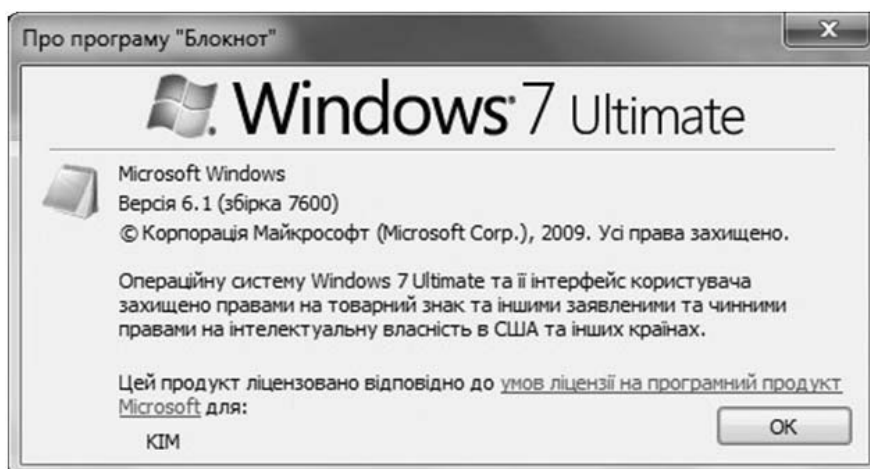 Про програму "Блокнот"
Windows 7 Ultimate
Microsoft Windows
Версія 6.1 (збірка 7600)
© Корпорація Майкрософт (Microsoft Corp.), 2009. Усі права захищено.
Операційну систему Windows 7 Ultimate та її інтерфейс користувача
захищено правами на товарний знак та іншими заявленими та чинними
правами на інтелектуальну власність в США та інших країнах.
Цей продукт ліцензовано відповідно до умов ліцензії на програмний продукт
Microsoft для:
КІМ
ОК